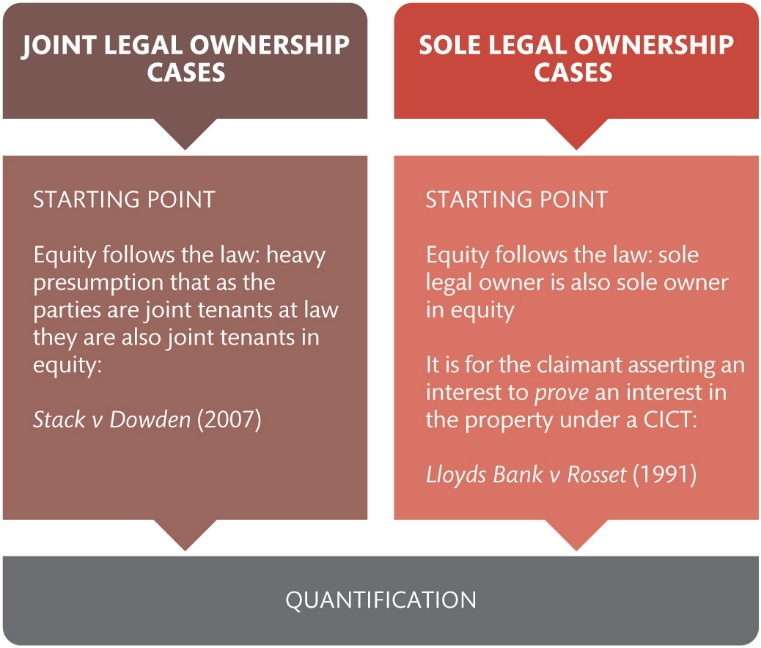 JOINT LEGAL OWNERSHIP
CASES
STARTING POINT
Equity follows the law: heavy
presumption that as the
parties are joint tenants at law
they are also joint tenants in
equity:
Stack v Dowden (2007)
SOLE LEGAL OWNERSHIP
CASES
STARTING POINT
Equity follows the law: sole
legal owner is also sole owner
in equity
It is for the claimant asserting an
interest to prove an interest in
the property under a CICT:
Lloyds Bank v Rosset (1991)
QUANTIFICATION